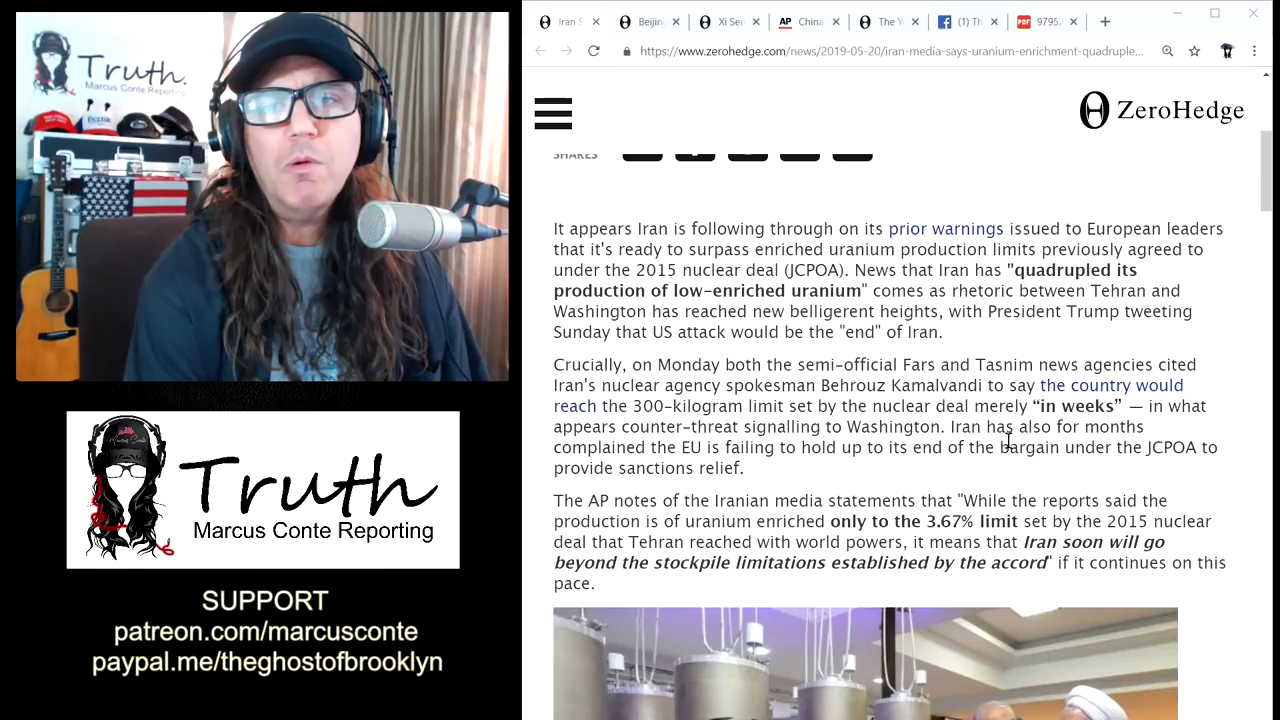 Truth.
Marcus Conte Reporting
Truth
Marcus Conte Reporting
SUPPORT
patreon.com/marcusconte
paypal.me/theghostofbrooklyn
Iran S
Beijin
Xi Sen
AP China
The Y
(1) Th
PDF 9795
https://www.zerohedge.com/news/2019-05-20/iran-media-says-uranium-enrichment-quadruple...
ZeroHedge
SHARES
It appears Iran is following through on its prior warnings issued to European leaders
that it's ready to surpass enriched uranium production limits previously agreed to
under the 2015 nuclear deal (JCPOA). News that Iran has "quadrupled its
production of low-enriched uranium" comes as rhetoric between Tehran and
Washington has reached new belligerent heights, with President Trump tweeting
Sunday that US attack would be the "end" of Iran.
Crucially, on Monday both the semi-official Fars and Tasnim news agencies cited
Iran's nuclear agency spokesman Behrouz Kamalvandi to say the country would
reach the 300-kilogram limit set by the nuclear deal merely “in weeks” — in what
appears counter-threat signalling to Washington. Iran has also for months
complained the EU is failing to hold up to its end of the bargain under the JCPOA to
provide sanctions relief.
The AP notes of the Iranian media statements that "While the reports said the
production is of uranium enriched only to the 3.67% limit set by the 2015 nuclear
deal that Tehran reached with world powers, it means that Iran soon will go
beyond the stockpile limitations established by the accord" if it continues on this
pace.